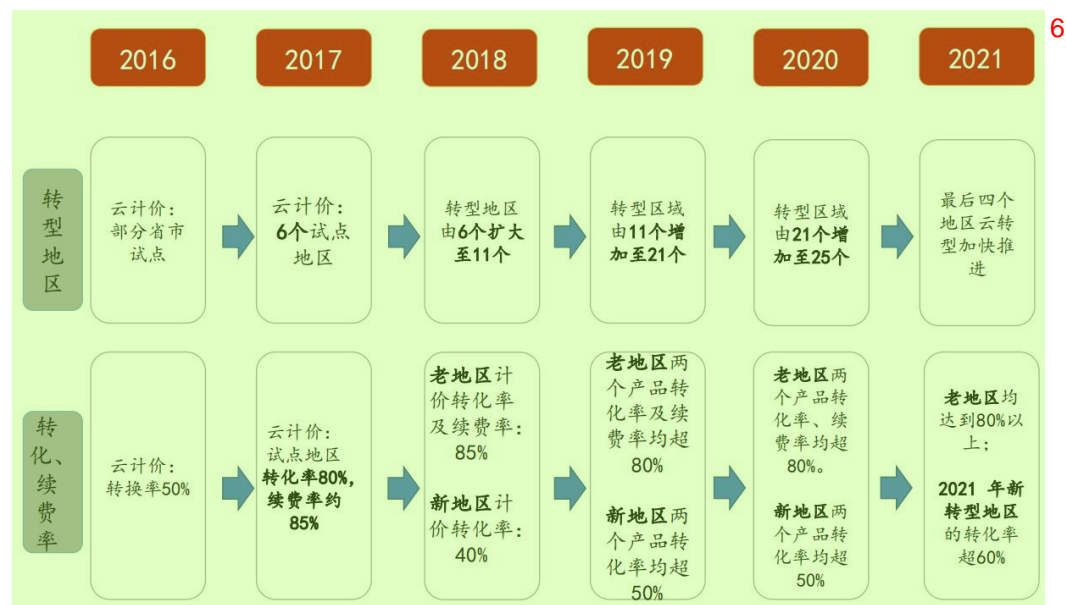 6
2016
2017
2018
2019
2020
2021
转
型
地
区
云计价：
部分省市
试点
云计价：
6个试点
地区
转型地区
由6个扩大
至11个
转型区域
由11个增
加至21个
转型区域
由21个增
加至25个
最后四个
地区云转
型加快推
进
转
化、
续
费
率
云计价：
转换率50%
云计价：
试点地区
转化率80%，
续费率约
85%
老地区计
价转化率
及续费率：
85%
新地区计
价转化率：
40%
老地区两
个产品转
化率及续
费率均超
80%
新地区两
个产品转
化率均超
50%
老地区两
个产品转
化率、续
费率均超
80%。
新地区两
个产品转
化率均超
50%
老地区均
达到80%以
上；
2021 年新
转型地区
的转化率
超60%